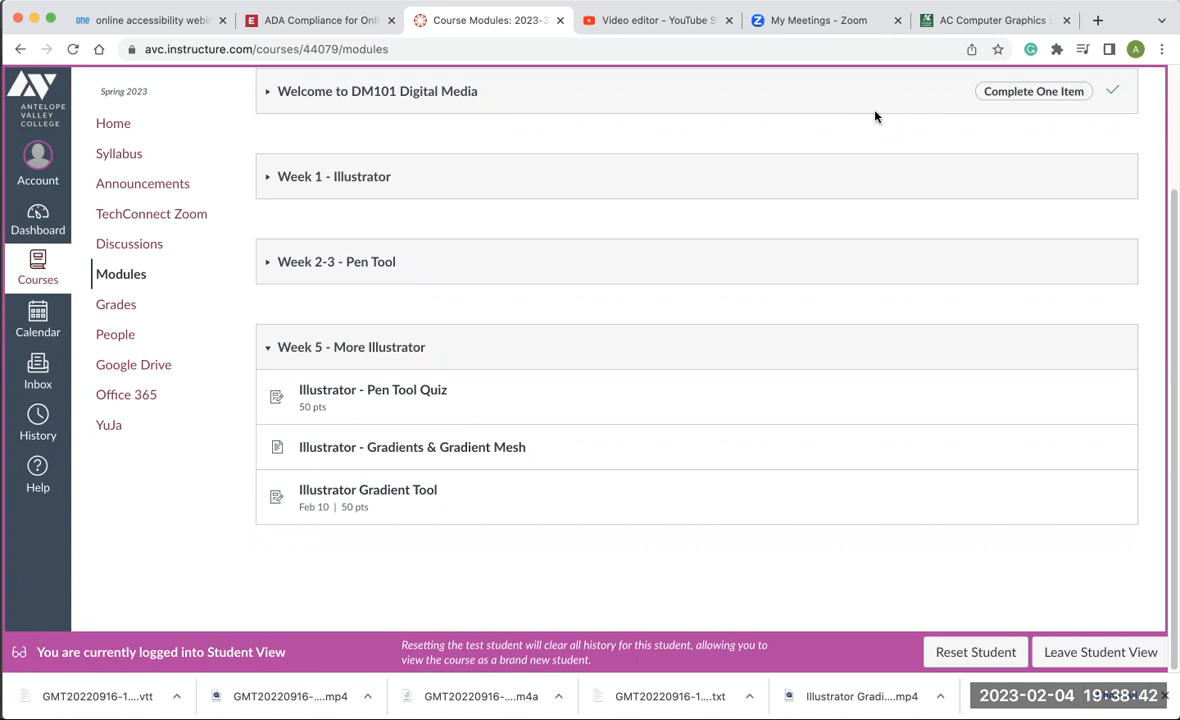 one online accessibility webi
ADA Compliance for Onli
Course Modules: 2023-3
Video editor - YouTube S
My Meetings - Zoom
AC Computer Graphics :
avc.instructure.com/courses/44079/modules
A
ANTELOPE
VALLEY
COLLEGE
Account
Dashboard
Courses
Calendar
Inbox
History
Help
Spring 2023
Home
Syllabus
Announcements
TechConnect Zoom
Discussions
Modules
Grades
People
Google Drive
Office 365
YuJa
Welcome to DM101 Digital Media
Complete One Item
Week 1 - Illustrator
Week 2-3 - Pen Tool
Week 5 - More Illustrator
Illustrator - Pen Tool Quiz
50 pts
Illustrator - Gradients & Gradient Mesh
Illustrator Gradient Tool
Feb 10 | 50 pts
You are currently logged into Student View
Resetting the test student will clear all history for this student, allowing you to
view the course as a brand new student.
Reset Student
Leave Student View
GMT20220916-1....vtt
GMT20220916-....mp4
GMT20220916-....m4a
GMT20220916-1....txt
Illustrator Gradi....mp4
2023-02-04 19:38:42